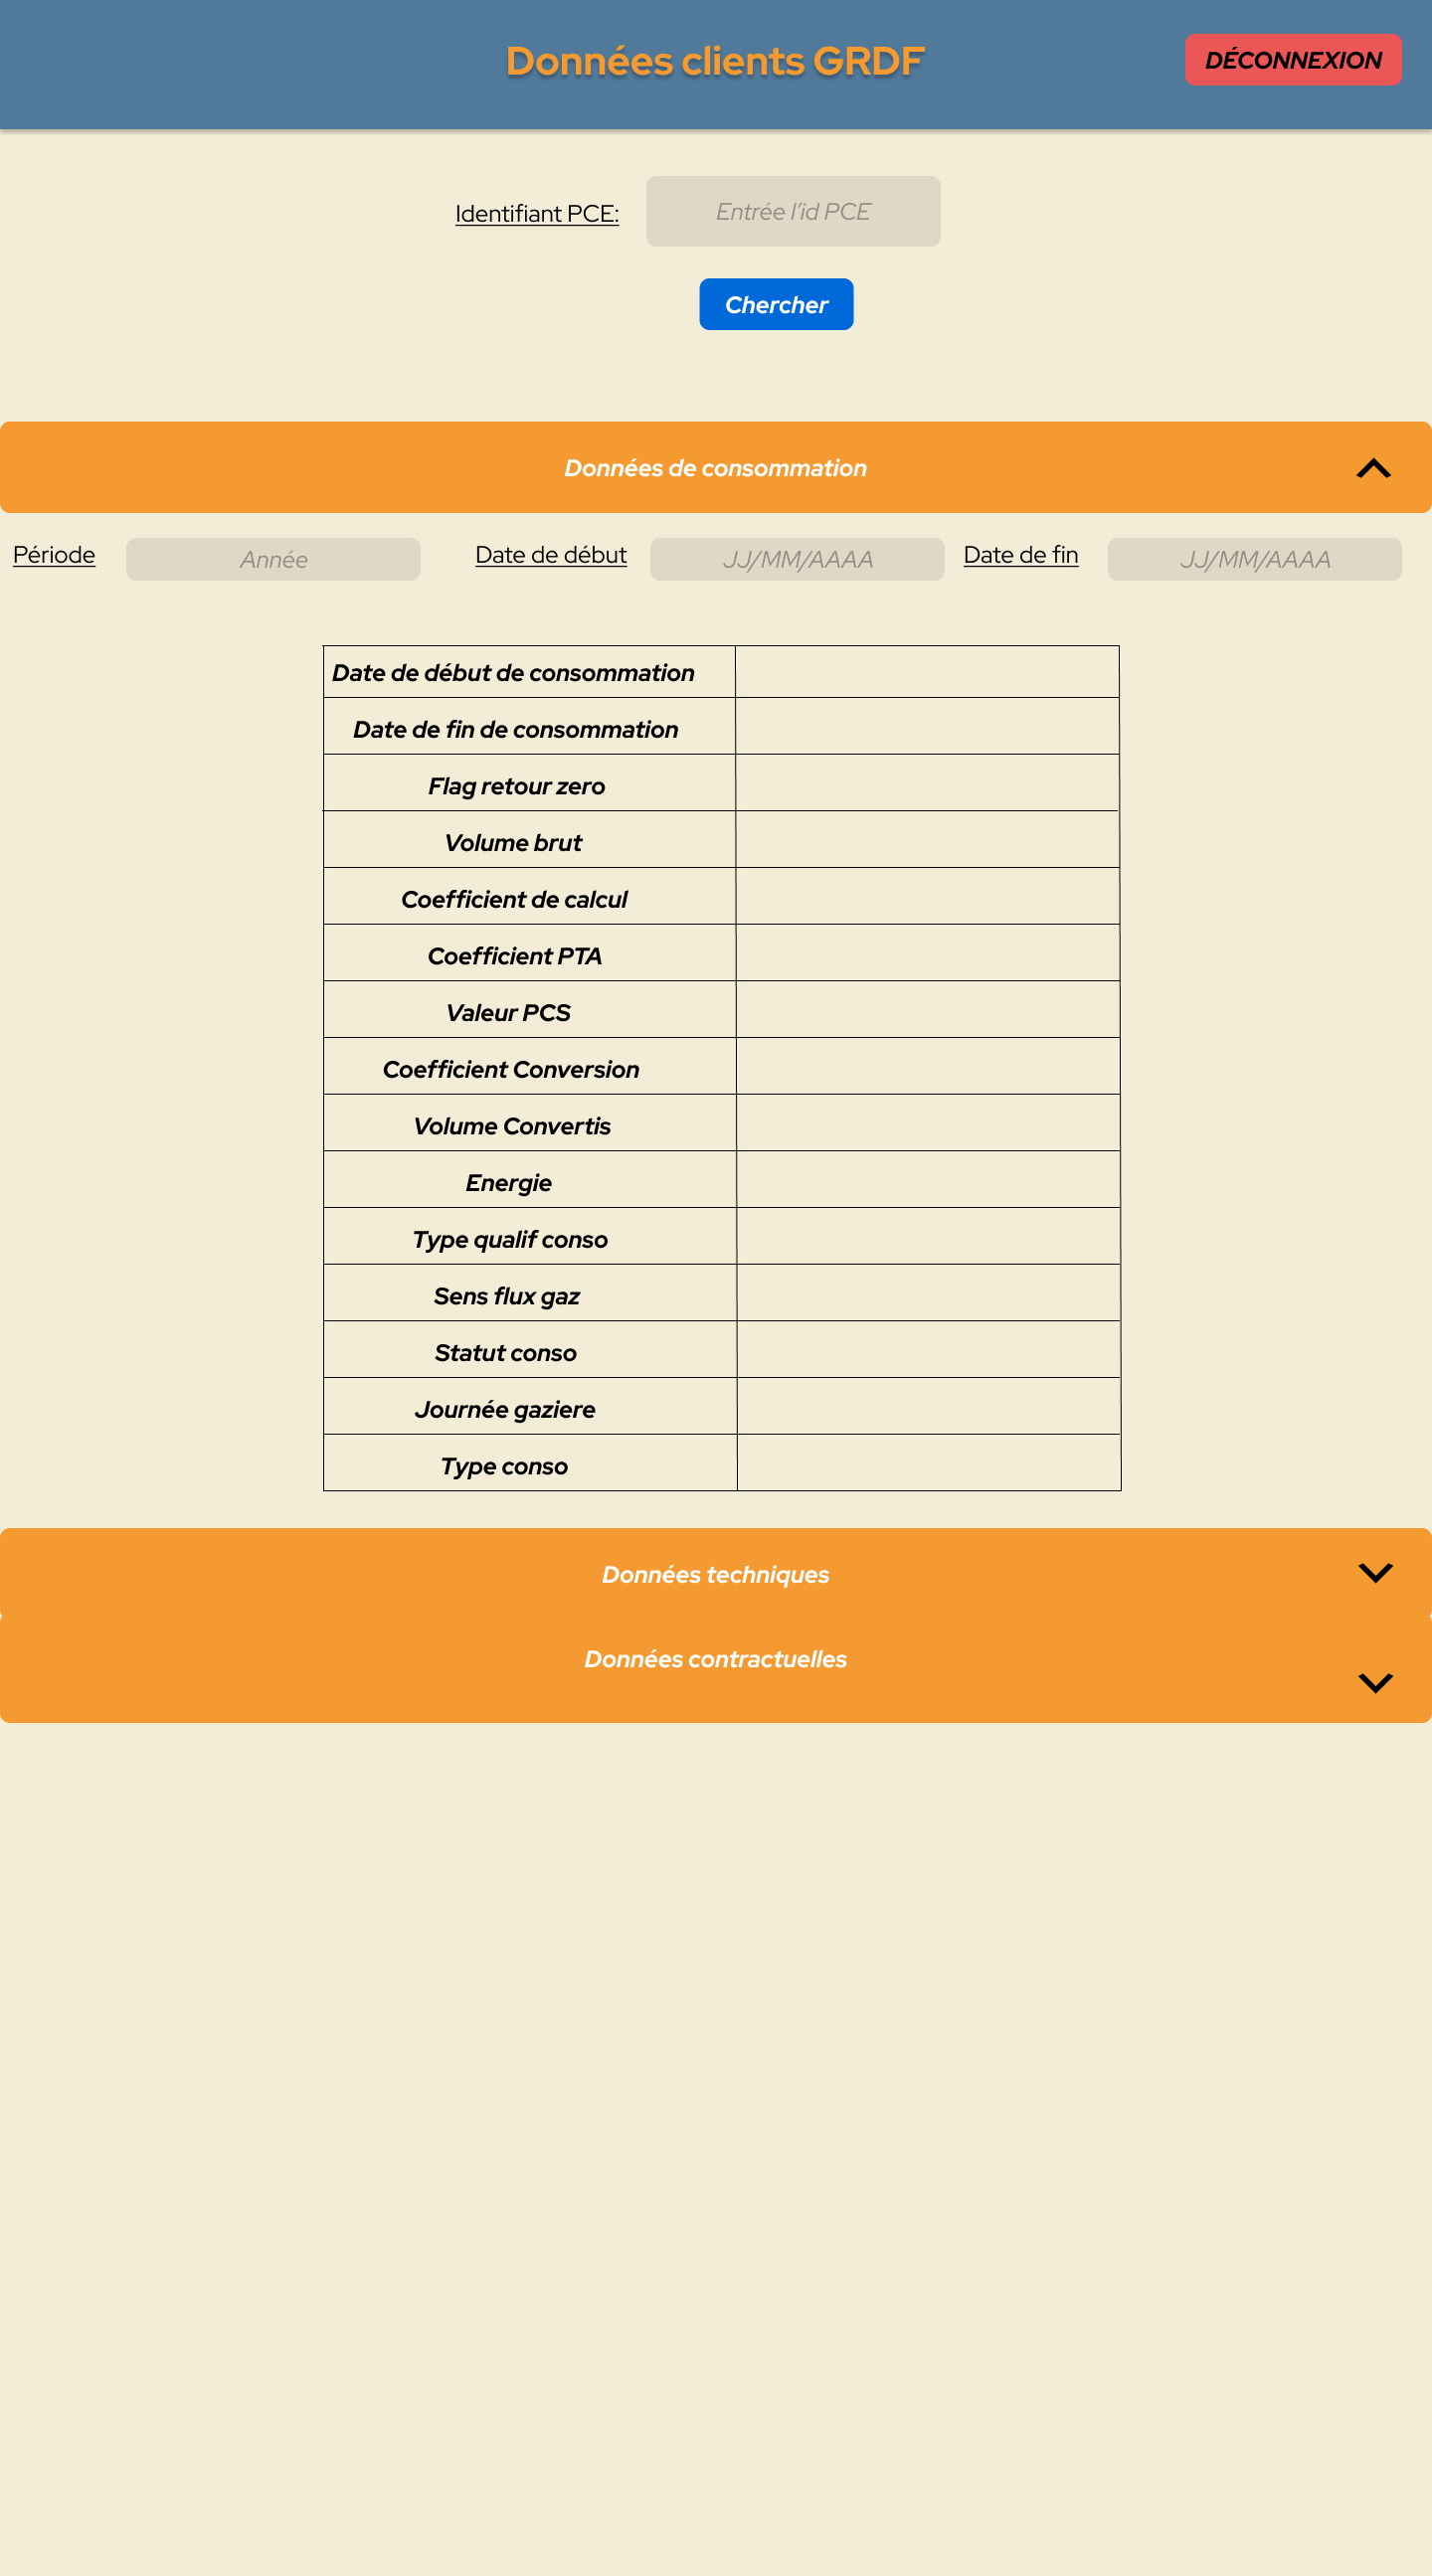 Données clients GRDF
DÉCONNEXION
Identifiant PCE:
Entrée l'id PCE
Chercher
Données de consommation
Période
Année
Date de début
JJ/MM/AAAA
Date de fin
JJ/MM/AAAA
Date de début de consommation
Date de fin de consommation
Flag retour zero
Volume brut
Coefficient de calcul
Coefficient PTA
Valeur PCS
Coefficient Conversion
Volume Convertis
Energie
Type qualif conso
Sens flux gaz
Statut conso
Journée gaziere
Type conso
Données techniques
Données contractuelles